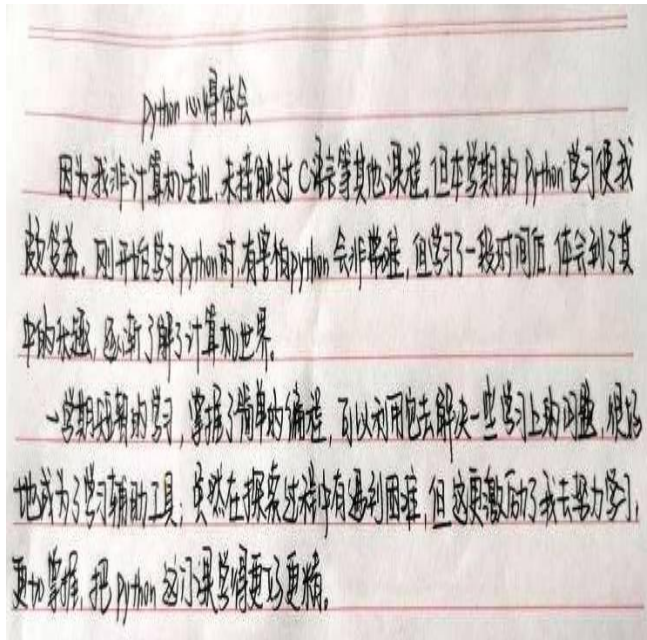 Python心得体会
因为我非计算机专业,未接触过C语言等其他课程,但本学期的Python学习使我
收获益。刚开始学习python时,有害怕python会非常难,但学习了一段时间后,体会到了其
中的乐趣,逐渐了解了计算机世界。
一学期短暂的学习,掌握了简单的编程,可以利用它去解决一些学习上的问题,很好
地成为了学习辅助工具;虽然在探索过程中有遇到困难,但这更激励了我去努力学习,
更加掌握,把python这门课学得更巧更精。